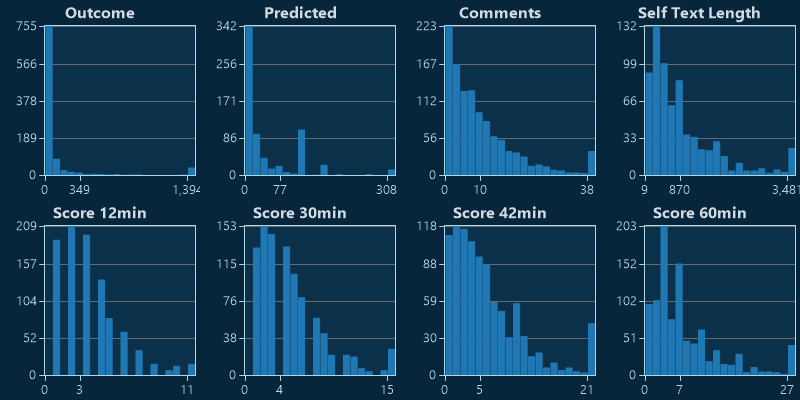 Outcome
755
566
378
189
0
0 349 1,394
Predicted
342
256
171
86
0
0 77 308
Comments
223
167
112
56
0
0 10 38
Self Text Length
132
99
66
33
0
9 870 3,481
Score 12min
209
157
104
52
0
0 3 11
Score 30min
153
115
76
38
0
0 4 15
Score 42min
118
88
59
30
0
0 5 21
Score 60min
203
152
102
51
0
0 7 27